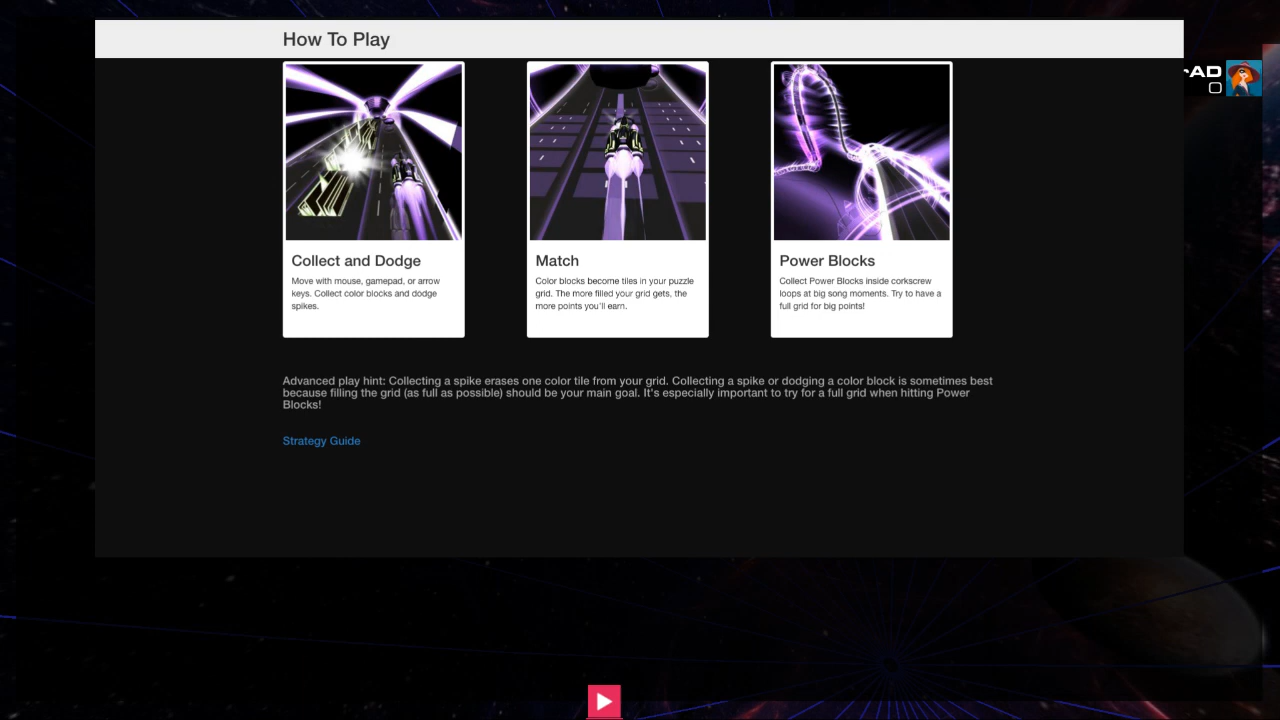 How To Play
AD
0
Collect and Dodge
Move with mouse, gamepad, or arrow
keys. Collect color blocks and dodge
spikes.
Match
Color blocks become tiles in your puzzle
grid. The more filled your grid gets, the
more points you'll earn.
Power Blocks
Collect Power Blocks inside corkscrew
loops at big song moments. Try to have a
full grid for big points!
Advanced play hint: Collecting a spike erases one color tile from your grid. Collecting a spike or dodging a color block is sometimes best
because filling the grid (as full as possible) should be your main goal. It's especially important to try for a full grid when hitting Power
Blocks!
Strategy Guide